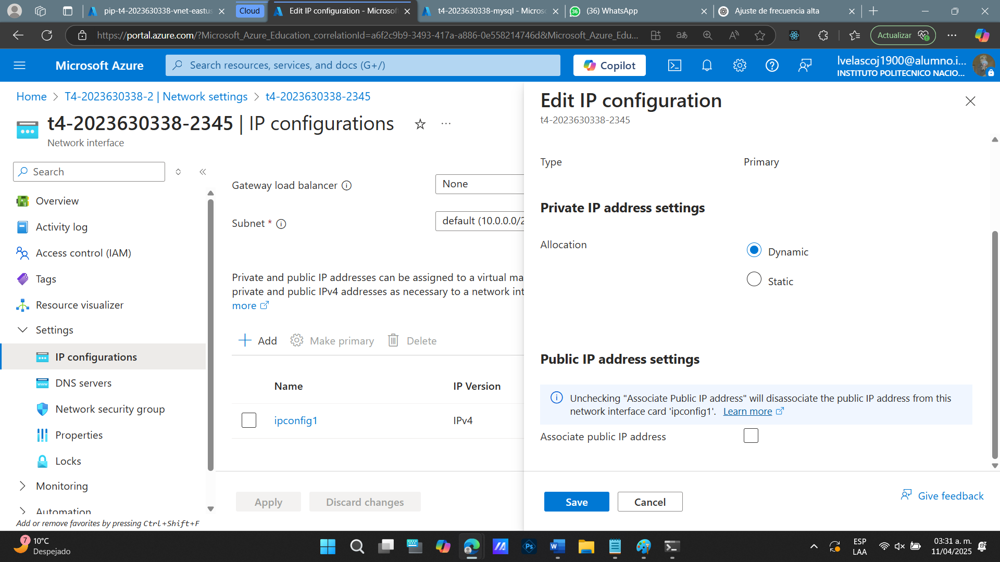 pip-t4-2023630338-vnet-eastus
Cloud
Edit IP configuration - Microsoft
t4-2023630338-mysql - Microso
(36) WhatsApp
Ajuste de frecuencia alta
https://portal.azure.com/?Microsoft_Azure_Education_correlationId=a6f2c9b9-3493-417a-a886-0e558214746d&Microsoft_Azure_Edu...
Actualizar
Microsoft Azure
Search resources, services, and docs (G+/)
Copilot
lvelascoj1900@alumno.i...
INSTITUTO POLITECNICO NACIO...
Home > T4-2023630338-2 | Network settings > t4-2023630338-2345
t4-2023630338-2345 | IP configurations
Network interface
Search
Overview
Activity log
Access control (IAM)
Tags
Resource visualizer
Settings
IP configurations
DNS servers
Network security group
Properties
Locks
Monitoring
Automation
Add or remove favorites by pressing Ctrl+Shift+F
Gateway load balancer
None
Subnet *
default (10.0.0.0/2
Private and public IP addresses can be assigned to a virtual ma
private and public IPv4 addresses as necessary to a network int
more
Add
Make primary
Delete
Name
IP Version
ipconfig1
IPv4
Apply
Discard changes
Edit IP configuration
t4-2023630338-2345
Type
Primary
Private IP address settings
Allocation
Dynamic
Static
Public IP address settings
Unchecking "Associate Public IP address" will disassociate the public IP address from this
network interface card 'ipconfig1'. Learn more
Associate public IP address
Save
Cancel
Give feedback
7
10°C
Despejado
ESP
LAA
03:31 a. m.
11/04/2025